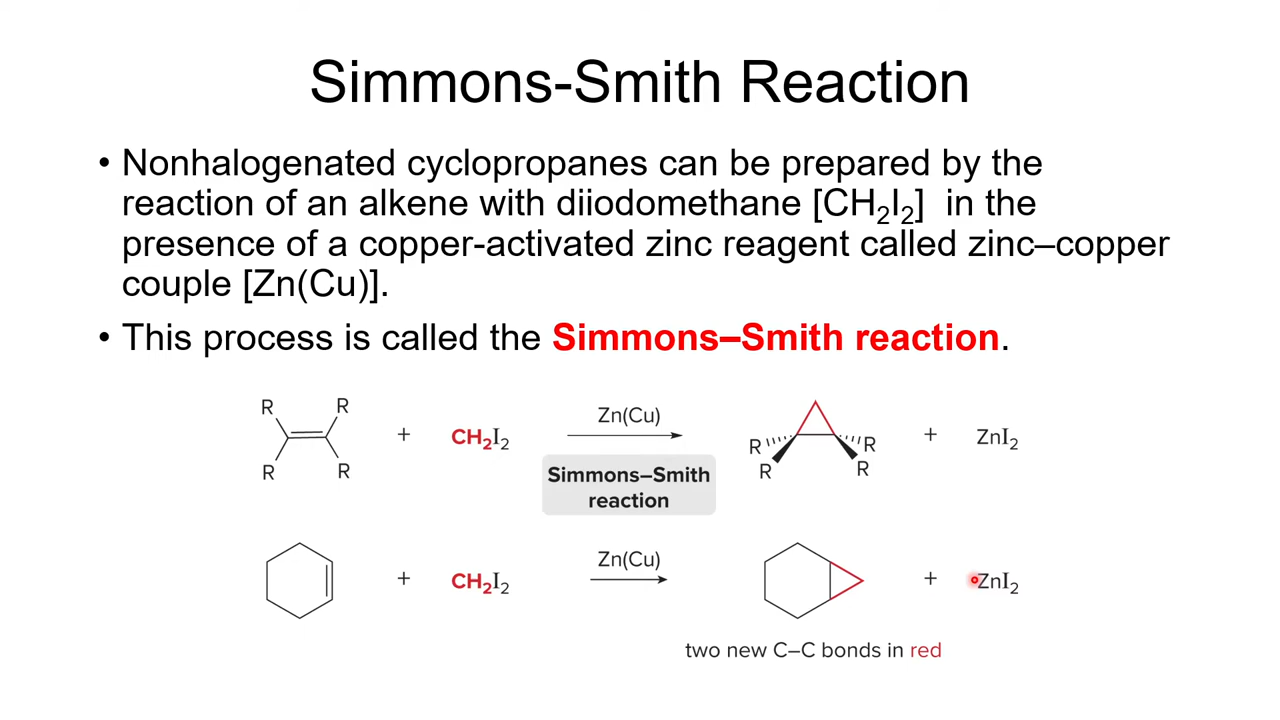 Simmons-Smith Reaction
• Nonhalogenated cyclopropanes can be prepared by the
reaction of an alkene with diiodomethane [CH₂I₂]  in the
presence of a copper-activated zinc reagent called zinc–copper
couple [Zn(Cu)].
• This process is called the Simmons–Smith reaction.
R R
R R
+ CH₂I₂
Zn(Cu)
Simmons–Smith
reaction
R R
R R
+ ZnI₂
+ CH₂I₂
Zn(Cu)
+ ZnI₂
two new C–C bonds in red